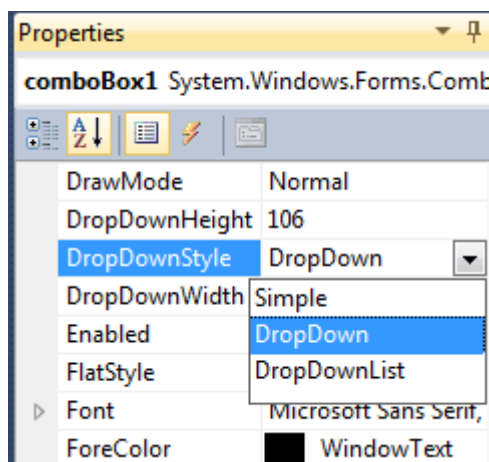 Properties
comboBox1 System.Windows.Forms.Comb
A
Z
DrawMode Normal
DropDownHeight 106
DropDownStyle DropDown
DropDownWidth Simple
Enabled DropDown
FlatStyle DropDownList
Font Microsoft Sans Serif,
ForeColor WindowText